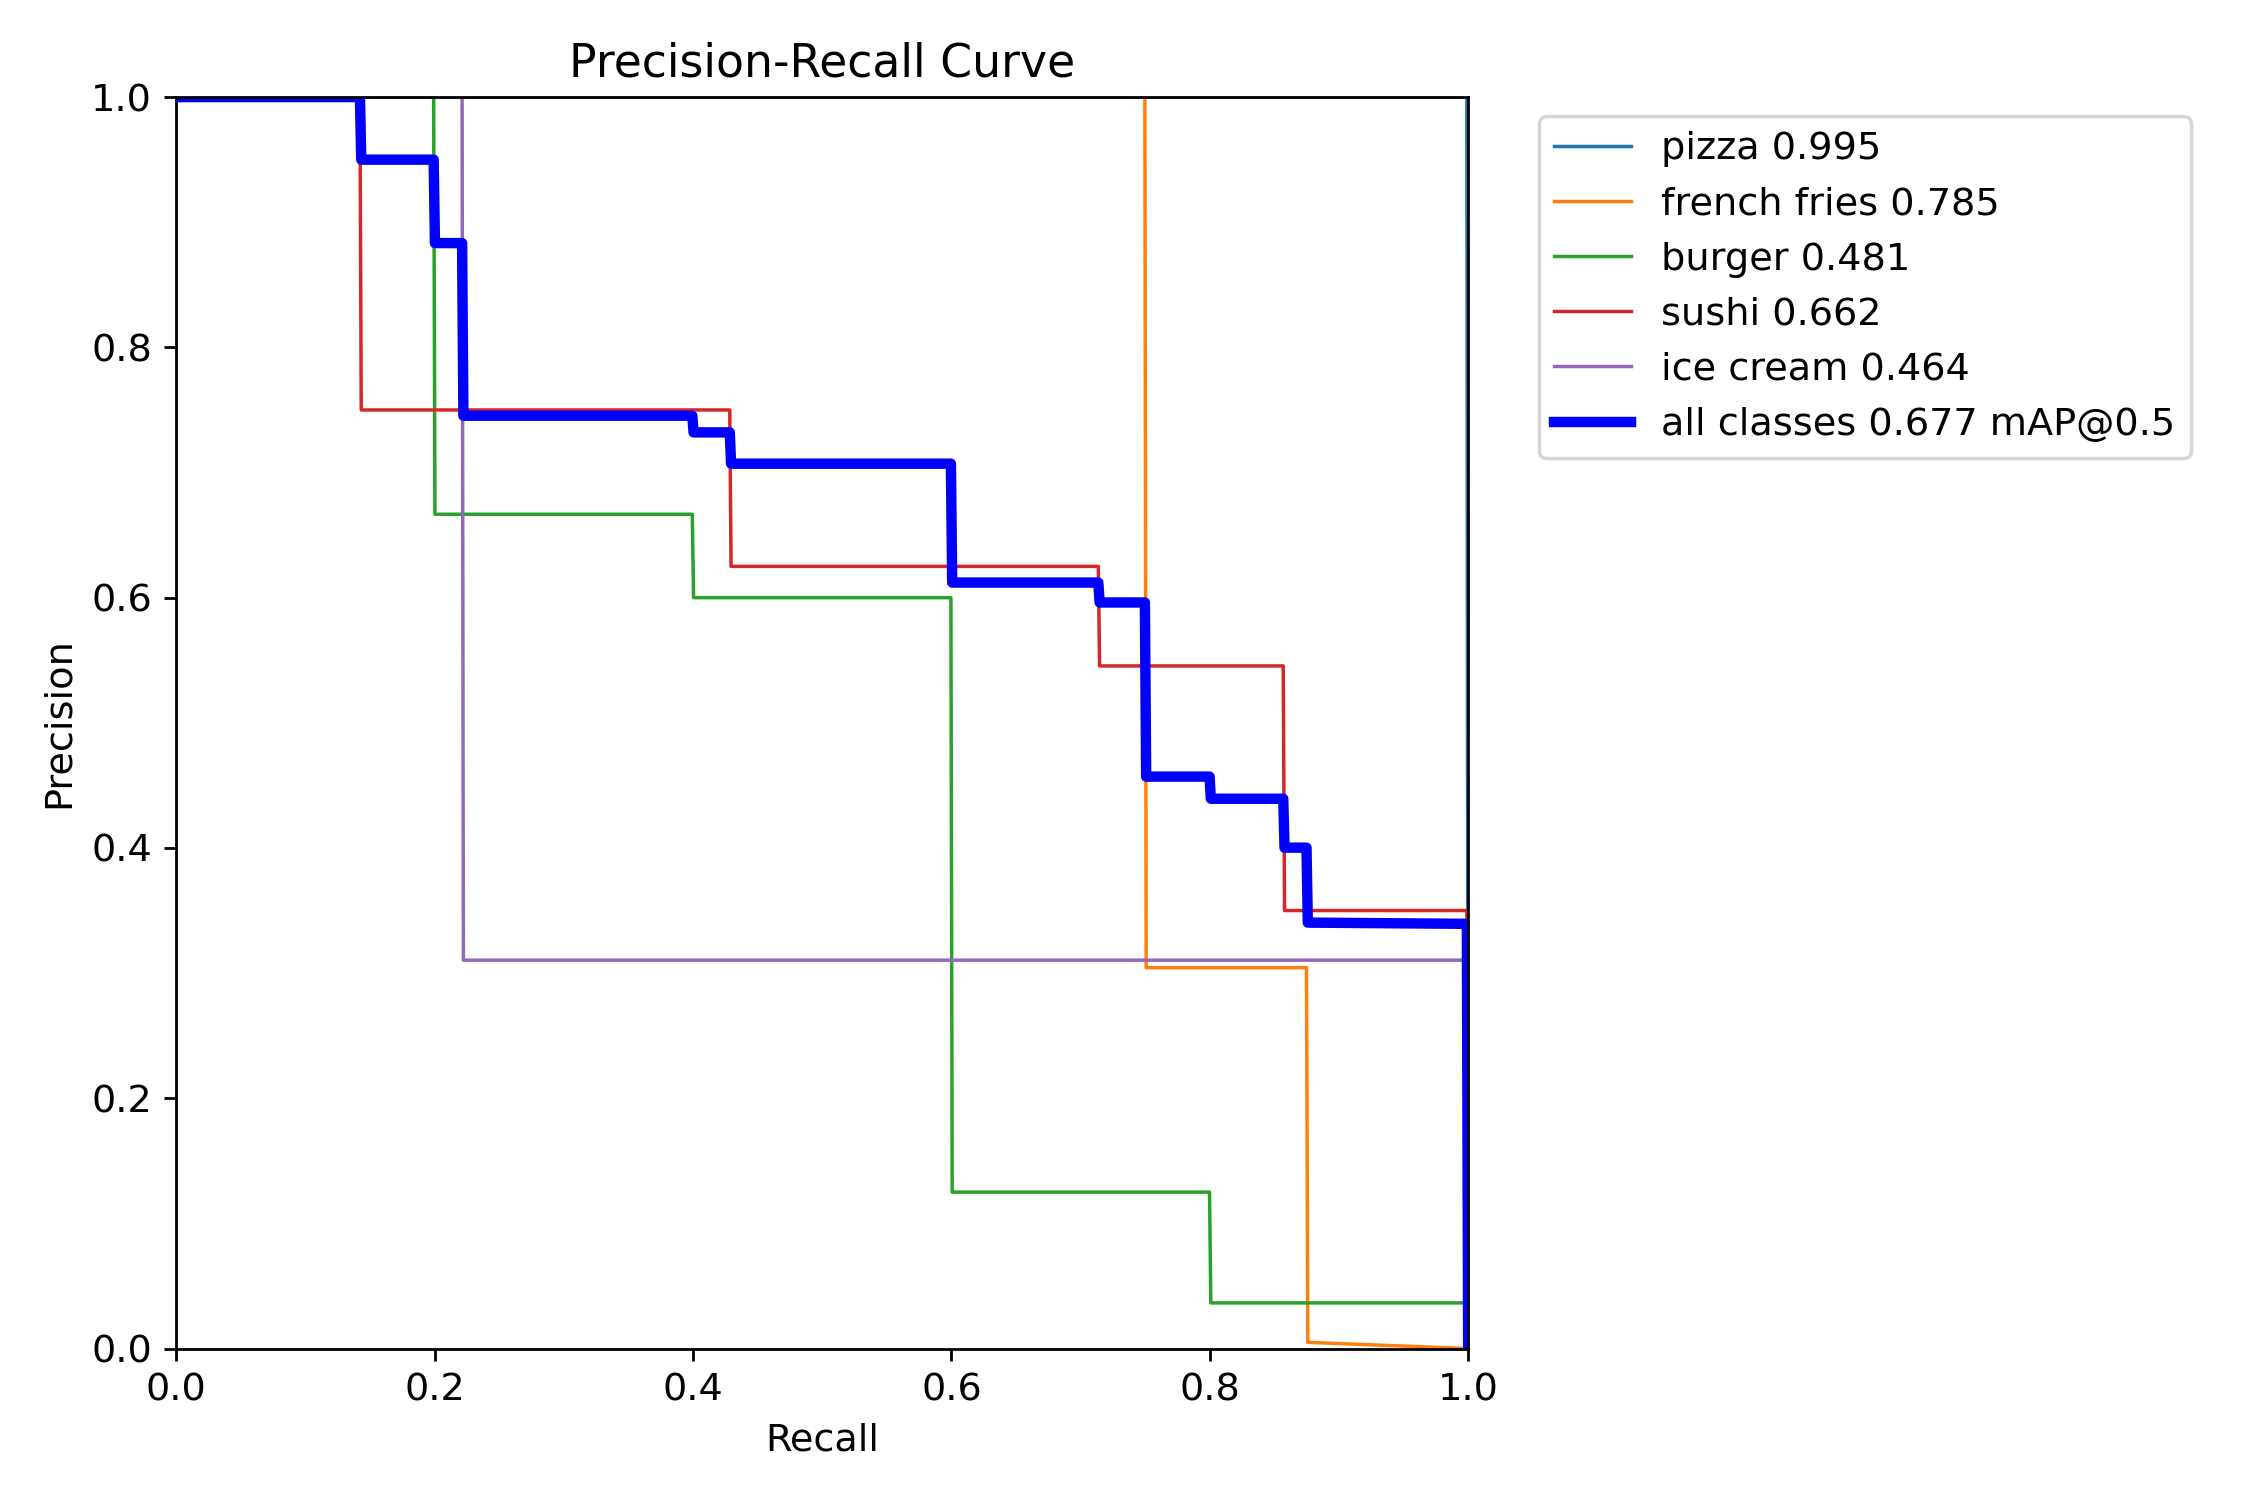 Precision-Recall Curve
1.0
0.8
0.6
0.4
0.2
0.0
Precision
0.0 0.2 0.4 0.6 0.8 1.0
Recall
pizza 0.995
french fries 0.785
burger 0.481
sushi 0.662
ice cream 0.464
all classes 0.677 mAP@0.5